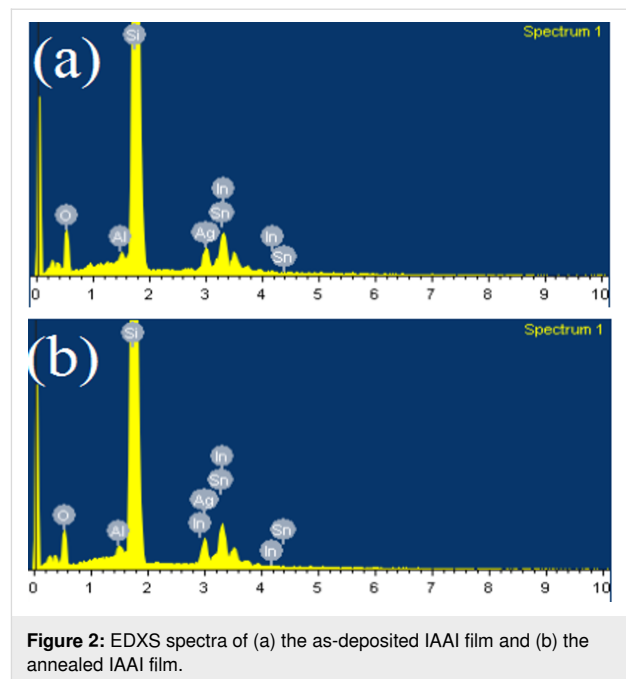 (a)
Spectrum 1
Si
In
O
Sn
Al
Ag
In
Sn
0 1 2 3 4 5 6 7 8 9 10
(b)
Spectrum 1
Si
In
Sn
Ag
O
In
Sn
Al
In
0 1 2 3 4 5 6 7 8 9 10
Figure 2: EDXS spectra of (a) the as-deposited IAAI film and (b) the
annealed IAAI film.